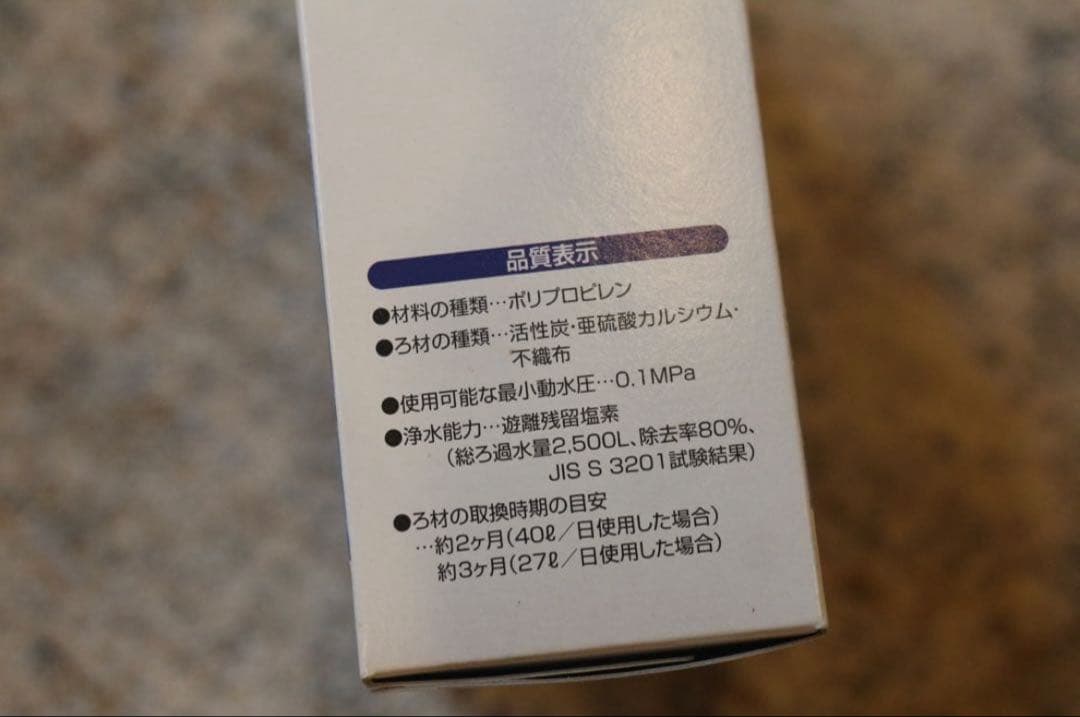 品質表示
●材料の種類…ポリプロピレン
●ろ材の種類…活性炭・亜硫酸カルシウム・
不織布
●使用可能な最小動水圧…0.1MPa
●浄水能力…遊離残留塩素
(総ろ過水量2,500L、除去率80%、
JIS S 3201試験結果)
●ろ材の取換時期の目安
…約2ヶ月(40ℓ/日使用した場合)
約3ヶ月(27ℓ/日使用した場合)